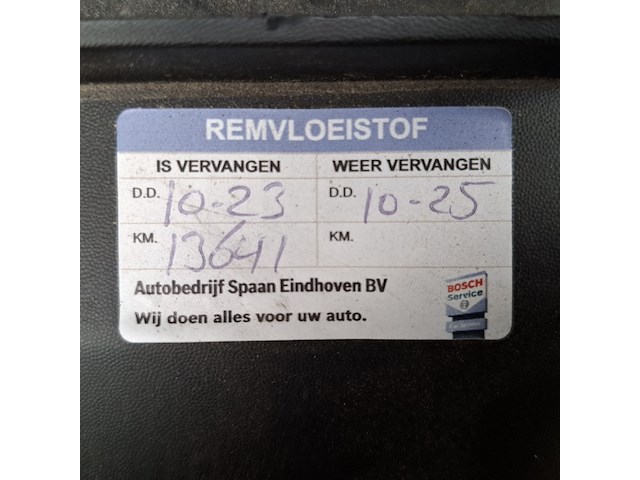 REMVLOEISTOF
IS VERVANGEN WEER VERVANGEN
D.D. 10-23 D.D. 10-25
KM. 13641 KM.
Autobedrijf Spaan Eindhoven BV
Wij doen alles voor uw auto.
BOSCH
Service